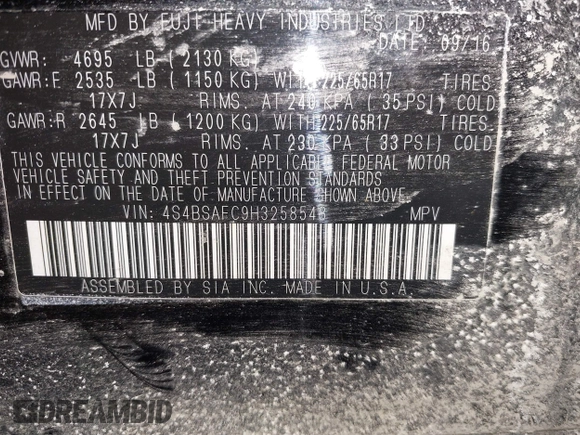 MFD BY FUJI HEAVY INDUSTRIES LTD
DATE: 09/16
GVWR: 4695 LB ( 2130 KG)
GAWR:F 2535 LB ( 1150 KG) WITH 225/65R17 TIRES.
17X7J RIMS. AT 240 KPA ( 35 PSI) COLD
GAWR:R 2645 LB ( 1200 KG) WITH 225/65R17 TIRES.
17X7J RIMS. AT 230 KPA ( 33 PSI) COLD
THIS VEHICLE CONFORMS TO ALL APPLICABLE FEDERAL MOTOR
VEHICLE SAFETY AND THEFT PREVENTION STANDARDS
IN EFFECT ON THE DATE OF MANUFACTURE SHOWN ABOVE.
VIN: 4S4BSAFC9H3258548 MPV
ASSEMBLED BY SIA INC. MADE IN U.S.A.
DREAMBID